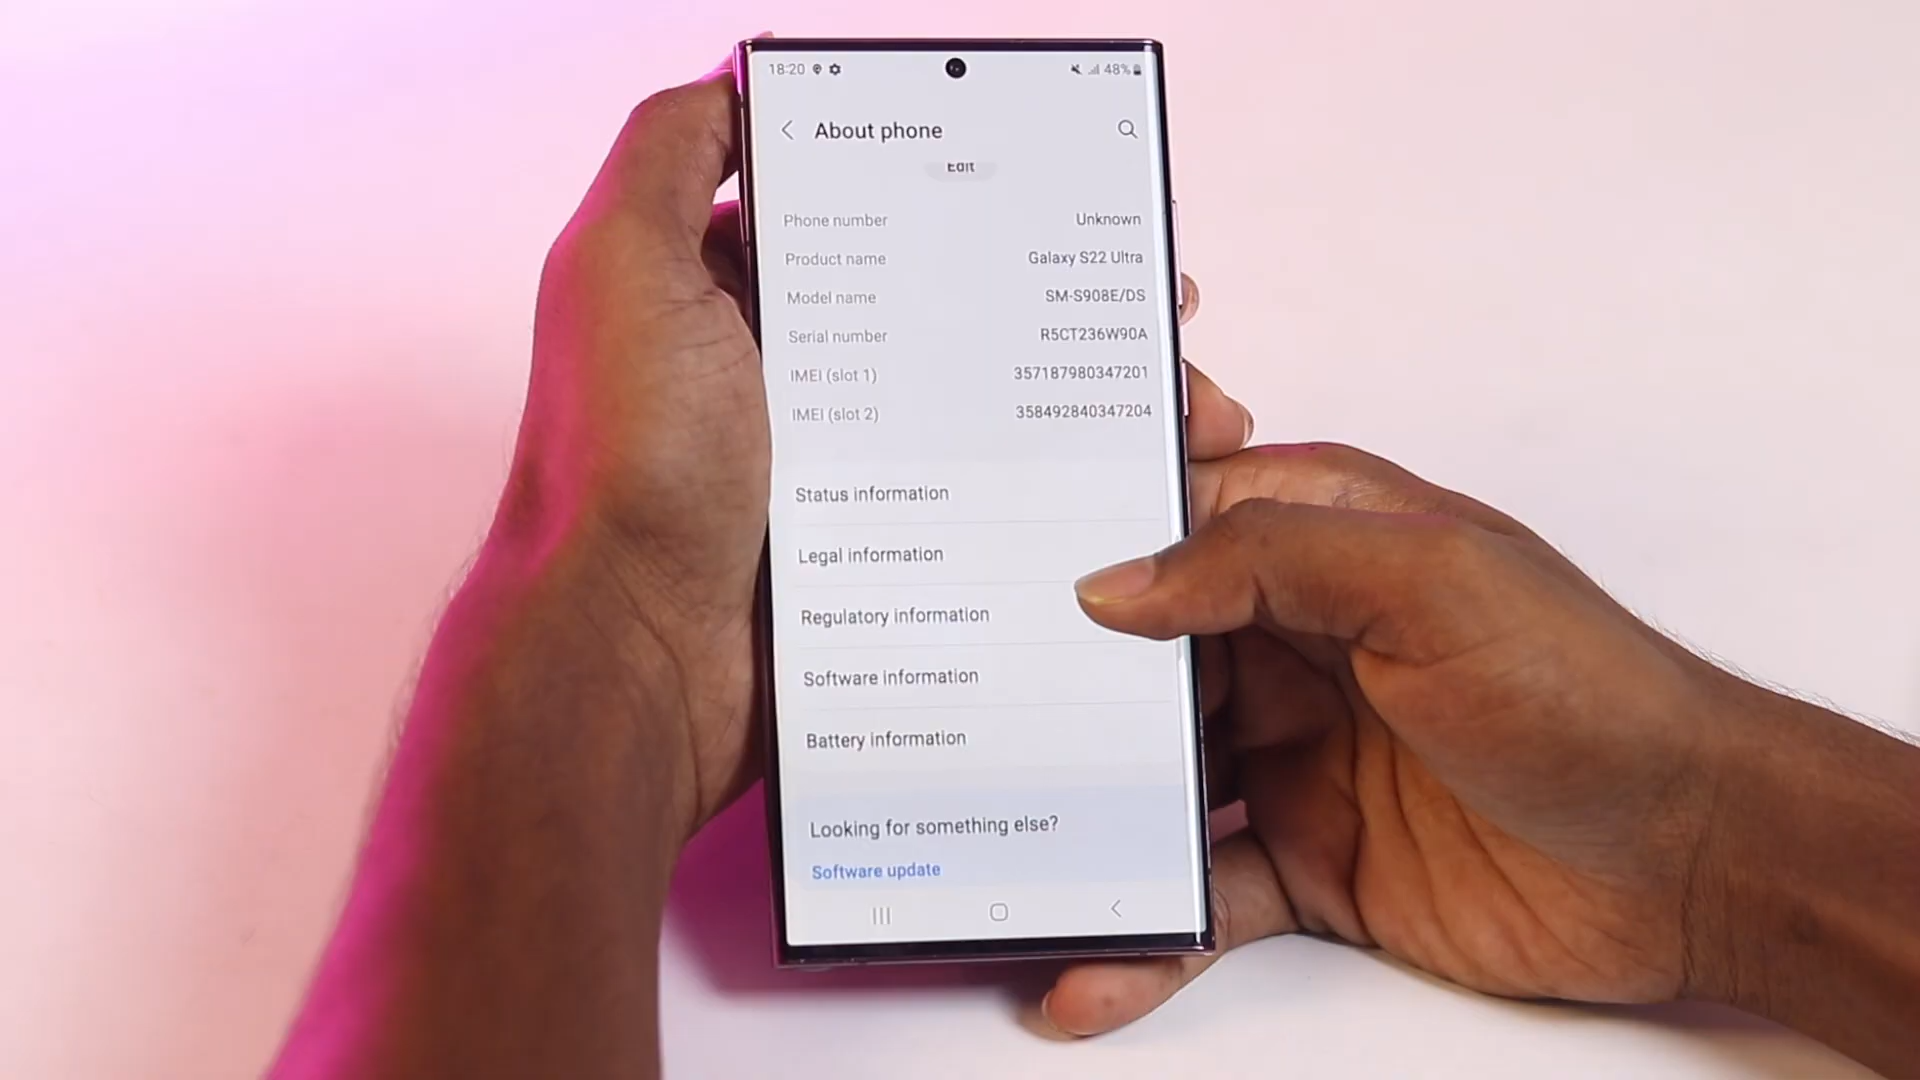 18:20 48%
About phone
Edit
Phone number Unknown
Product name Galaxy S22 Ultra
Model name SM-S908E/DS
Serial number R5CT236W90A
IMEI (slot 1) 357187980347201
IMEI (slot 2) 358492840347204
Status information
Legal information
Regulatory information
Software information
Battery information
Looking for something else?
Software update